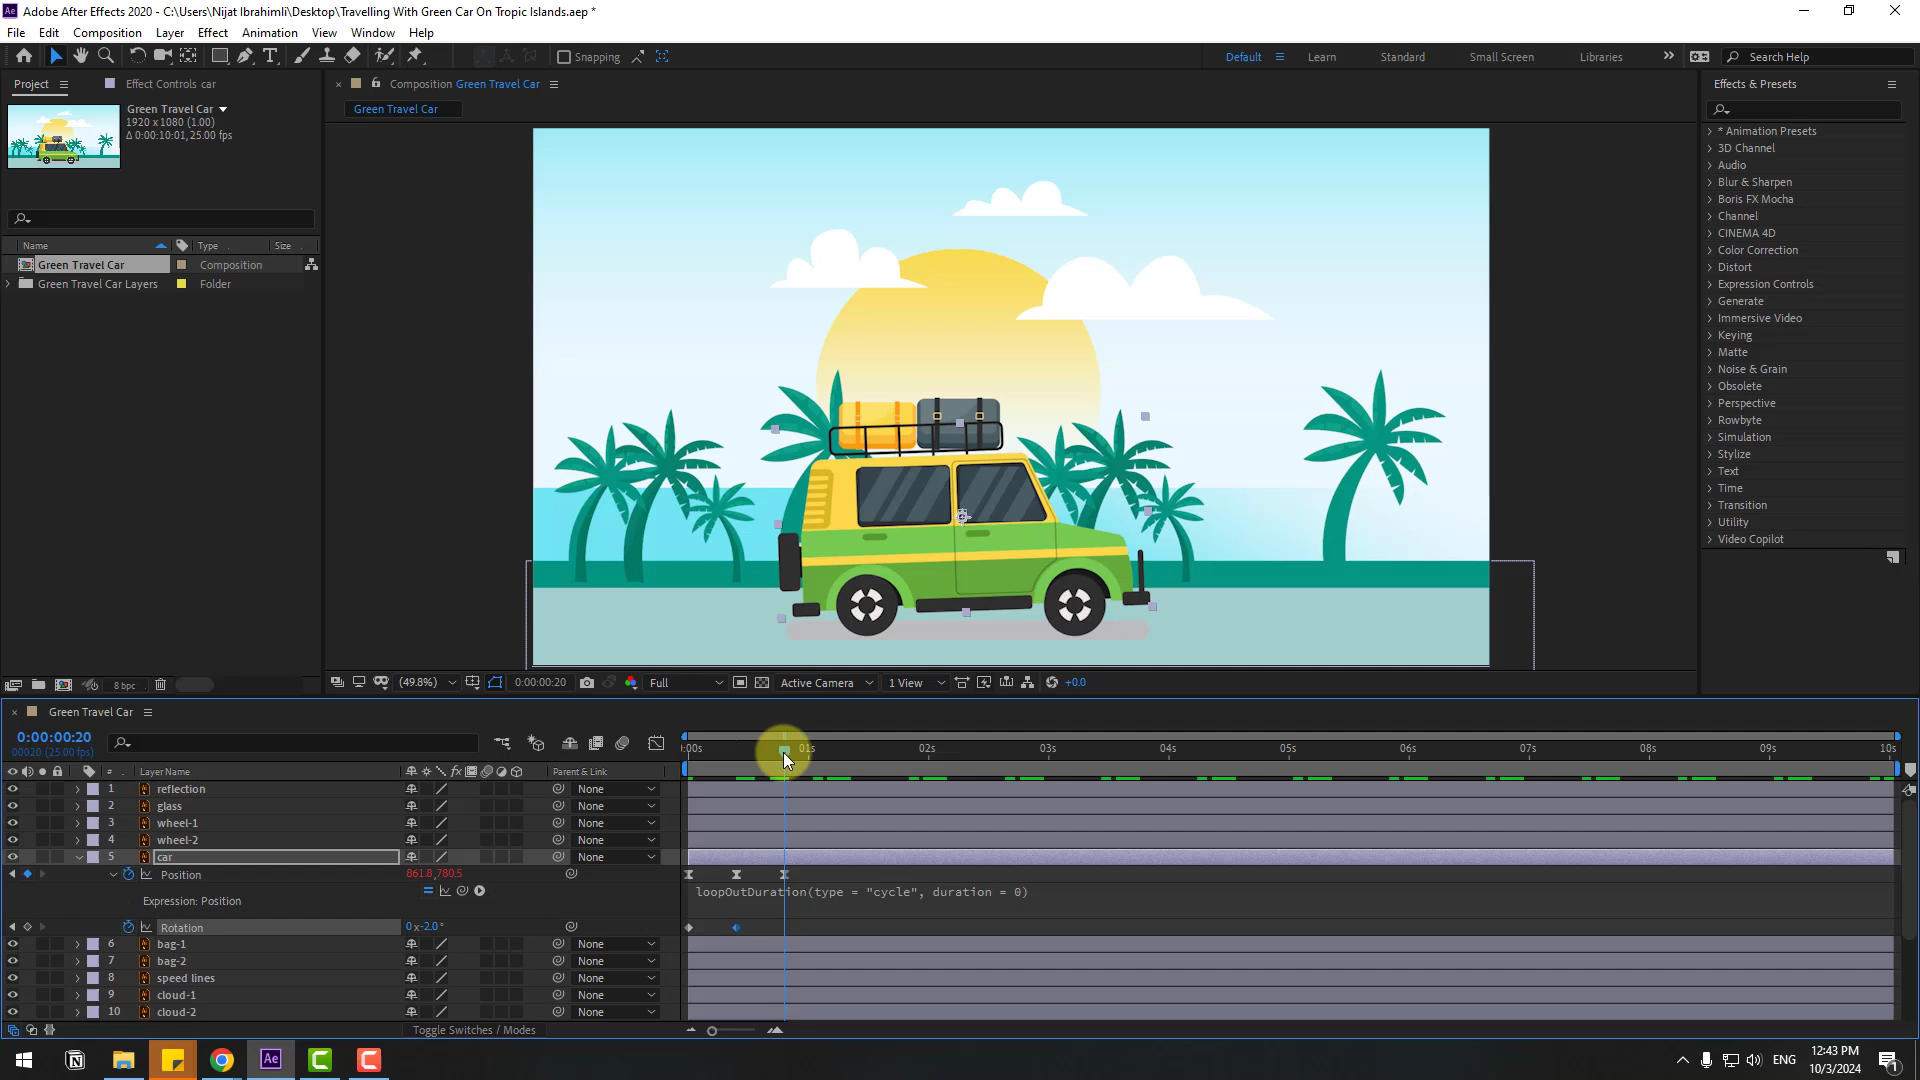 Adobe After Effects 2020 - C:\Users\Nijat Ibrahimli\Desktop\Travelling With Green Car On Tropic Islands.aep *
File Edit Composition Layer Effect Animation View Window Help
Snapping
Default Learn Standard Small Screen Libraries Search Help
Project Effect Controls car
Composition Green Travel Car
Effects & Presets
Green Travel Car
1920 x 1080 (1.00)
Δ 0:00:10:01, 25.00 fps
Green Travel Car
Name Type Size
Green Travel Car Composition
Green Travel Car Layers Folder
* Animation Presets
3D Channel
Audio
Blur & Sharpen
Boris FX Mocha
Channel
CINEMA 4D
Color Correction
Distort
Expression Controls
Generate
Immersive Video
Keying
Matte
Noise & Grain
Obsolete
Perspective
Rowbyte
Simulation
Stylize
Text
Time
Transition
Utility
Video Copilot
8 bpc
(49.8%) 0:00:00:20 Full Active Camera 1 View +0.0
Green Travel Car
0:00:00:20
00020 (25.00 fps)
:00s 01s 02s 03s 04s 05s 06s 07s 08s 09s 10s
# Layer Name Parent & Link
1 reflection None
2 glass None
3 wheel-1 None
4 wheel-2 None
5 car None
Position 861.8,780.5
Expression: Position
loopOutDuration(type = "cycle", duration = 0)
Rotation 0x-2.0°
6 bag-1 None
7 bag-2 None
8 speed lines None
9 cloud-1 None
10 cloud-2 None
Toggle Switches / Modes
ENG
12:43 PM
10/3/2024
1